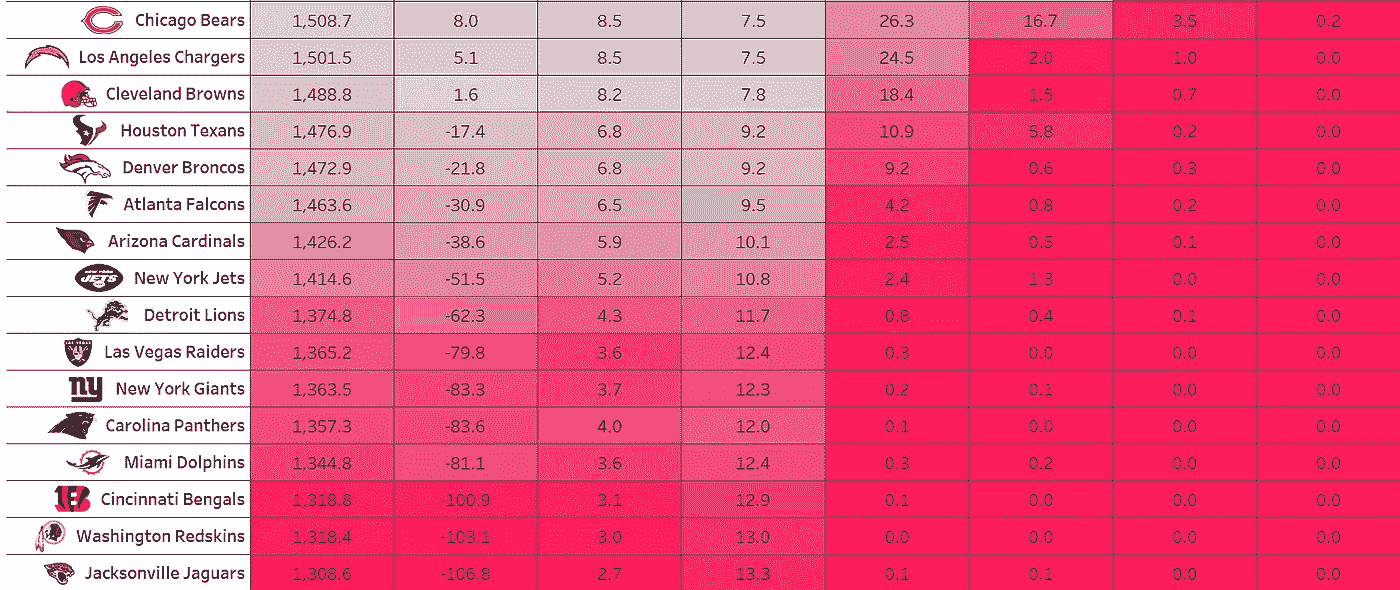 Chicago Bears 1,508.7 8.0 8.5 7.5 26.3 16.7 3.5 0.2
Los Angeles Chargers 1,501.5 5.1 8.5 7.5 24.5 2.0 1.0 0.0
Cleveland Browns 1,488.8 1.6 8.2 7.8 18.4 1.5 0.7 0.0
Houston Texans 1,476.9 -17.4 6.8 9.2 10.9 5.8 0.2 0.0
Denver Broncos 1,472.9 -21.8 6.8 9.2 9.2 0.6 0.3 0.0
Atlanta Falcons 1,463.6 -30.9 6.5 9.5 4.2 0.8 0.2 0.0
Arizona Cardinals 1,426.2 -38.6 5.9 10.1 2.5 0.5 0.1 0.0
JETS New York Jets 1,414.6 -51.5 5.2 10.8 2.4 1.3 0.0 0.0
Detroit Lions 1,374.8 -62.3 4.3 11.7 0.8 0.4 0.1 0.0
Las Vegas Raiders 1,365.2 -79.8 3.6 12.4 0.3 0.0 0.0 0.0
ny New York Giants 1,363.5 -83.3 3.7 12.3 0.2 0.1 0.0 0.0
Carolina Panthers 1,357.3 -83.6 4.0 12.0 0.1 0.0 0.0 0.0
Miami Dolphins 1,344.8 -81.1 3.6 12.4 0.3 0.2 0.0 0.0
Cincinnati Bengals 1,318.8 -100.9 3.1 12.9 0.1 0.0 0.0 0.0
Washington Redskins 1,318.4 -103.1 3.0 13.0 0.0 0.0 0.0 0.0
Jacksonville Jaguars 1,308.6 -106.8 2.7 13.3 0.1 0.1 0.0 0.0